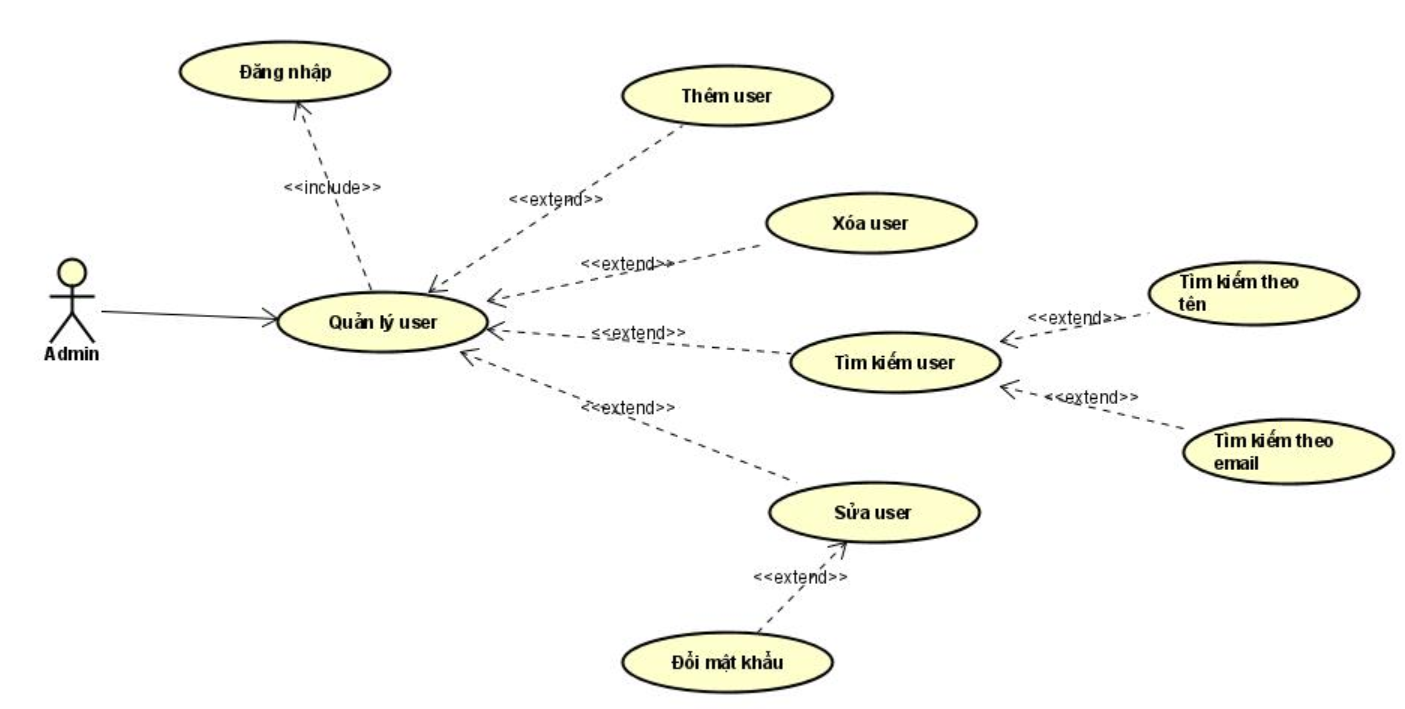 Đăng nhập
Thêm user
<<include>>
<<extend>>
Xóa user
<<extend>>
Tìm kiếm theo
tên
<<extend>>
Quản lý user
<<extend>>
Admin
Tìm kiếm user
<<extend>>
<<extend>>
Tìm kiếm theo
email
Sửa user
<<extend>>
Đổi mật khẩu